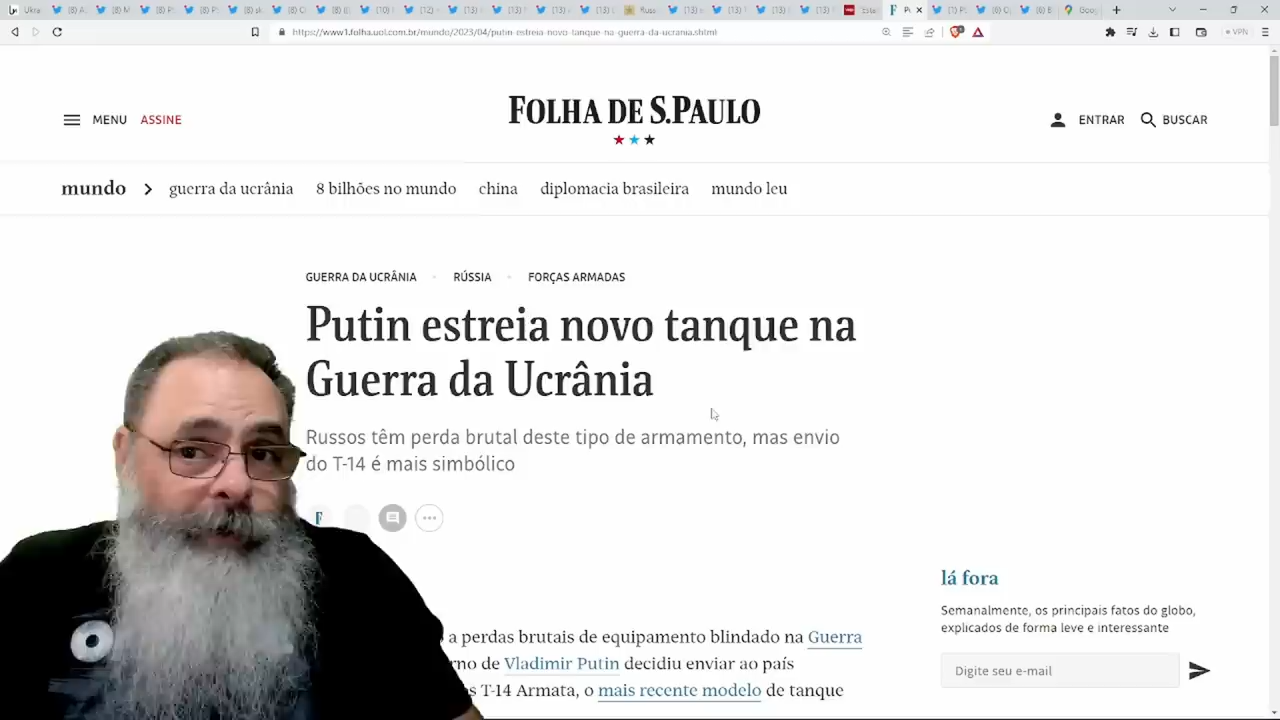 https://www1.folha.uol.com.br/mundo/2023/04/putin-estreia-novo-tanque-na-guerra-da-ucrania.shtml
VPN
MENU
ASSINE
FOLHA DE S.PAULO
ENTRAR
BUSCAR
mundo
guerra da ucrânia
8 bilhões no mundo
china
diplomacia brasileira
mundo leu
GUERRA DA UCRÂNIA
RÚSSIA
FORÇAS ARMADAS
Putin estreia novo tanque na
Guerra da Ucrânia
Russos têm perda brutal deste tipo de armamento, mas envio
do T-14 é mais simbólico
F
lá fora
Semanalmente, os principais fatos do globo,
explicados de forma leve e interessante
Digite seu e-mail
a perdas brutais de equipamento blindado na Guerra
rno de Vladimir Putin decidiu enviar ao país
s T-14 Armata, o mais recente modelo de tanque